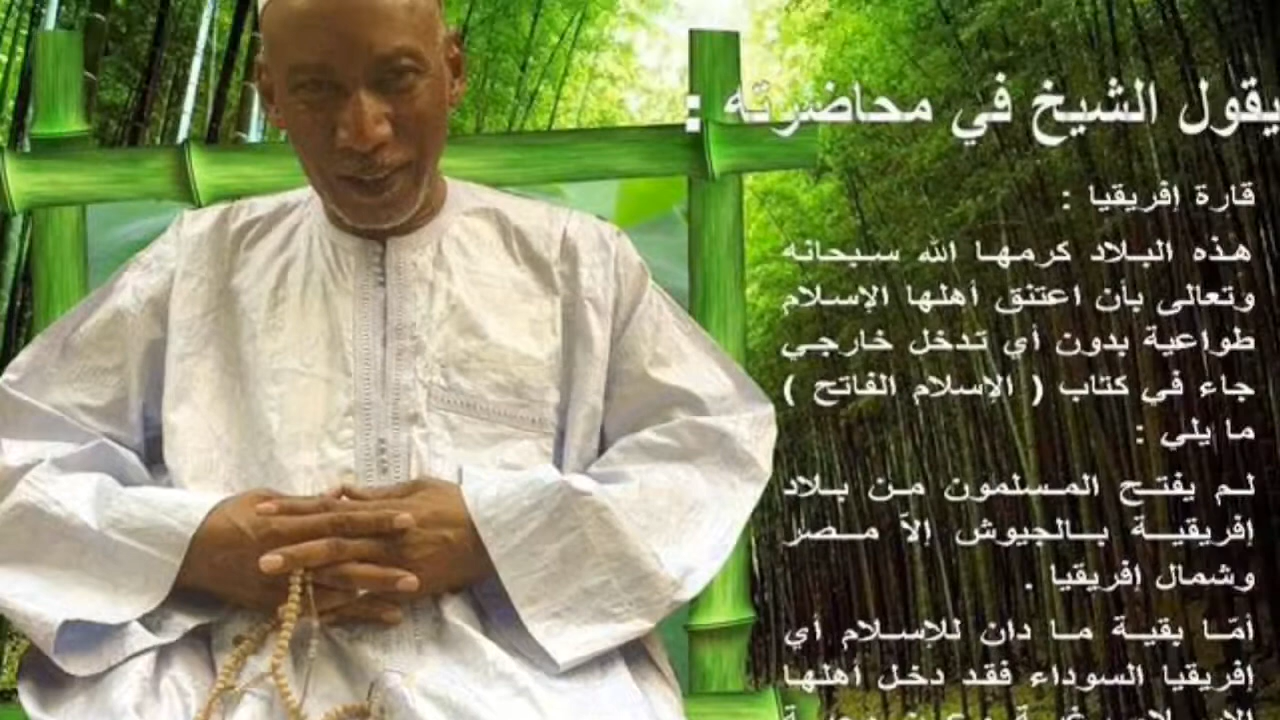 يقول الشيخ في محاضرته :
قارة إفريقيا :
هذه البلاد كرمها الله سبحانه
وتعالى بأن اعتنق أهلها الإسلام
طواعية بدون أي تدخل خارجي
جاء في كتاب ( الإسلام الفاتح )
ما يلي :
لم يفتح المسلمون من بلاد
إفريقية بالجيوش إلاّ مصر
وشمال إفريقيا .
أمّا بقية ما دان للإسلام أي
إفريقيا السوداء فقد دخل أهلها